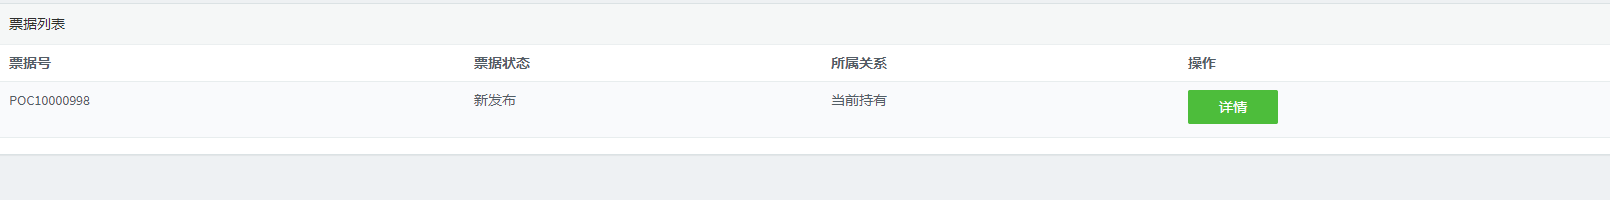 票据列表
票据号 票据状态 所属关系 操作
POC10000998 新发布 当前持有 详情